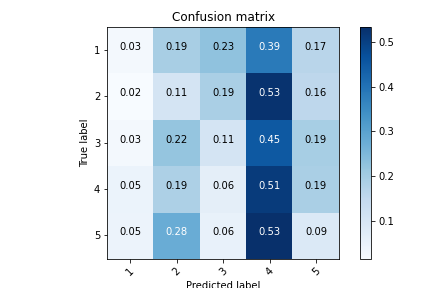 Confusion matrix
1 0.03 0.19 0.23 0.39 0.17
2 0.02 0.11 0.19 0.53 0.16
3 0.03 0.22 0.11 0.45 0.19
4 0.05 0.19 0.06 0.51 0.19
5 0.05 0.28 0.06 0.53 0.09
1 2 3 4 5
True label
Predicted label
0.5
0.4
0.3
0.2
0.1